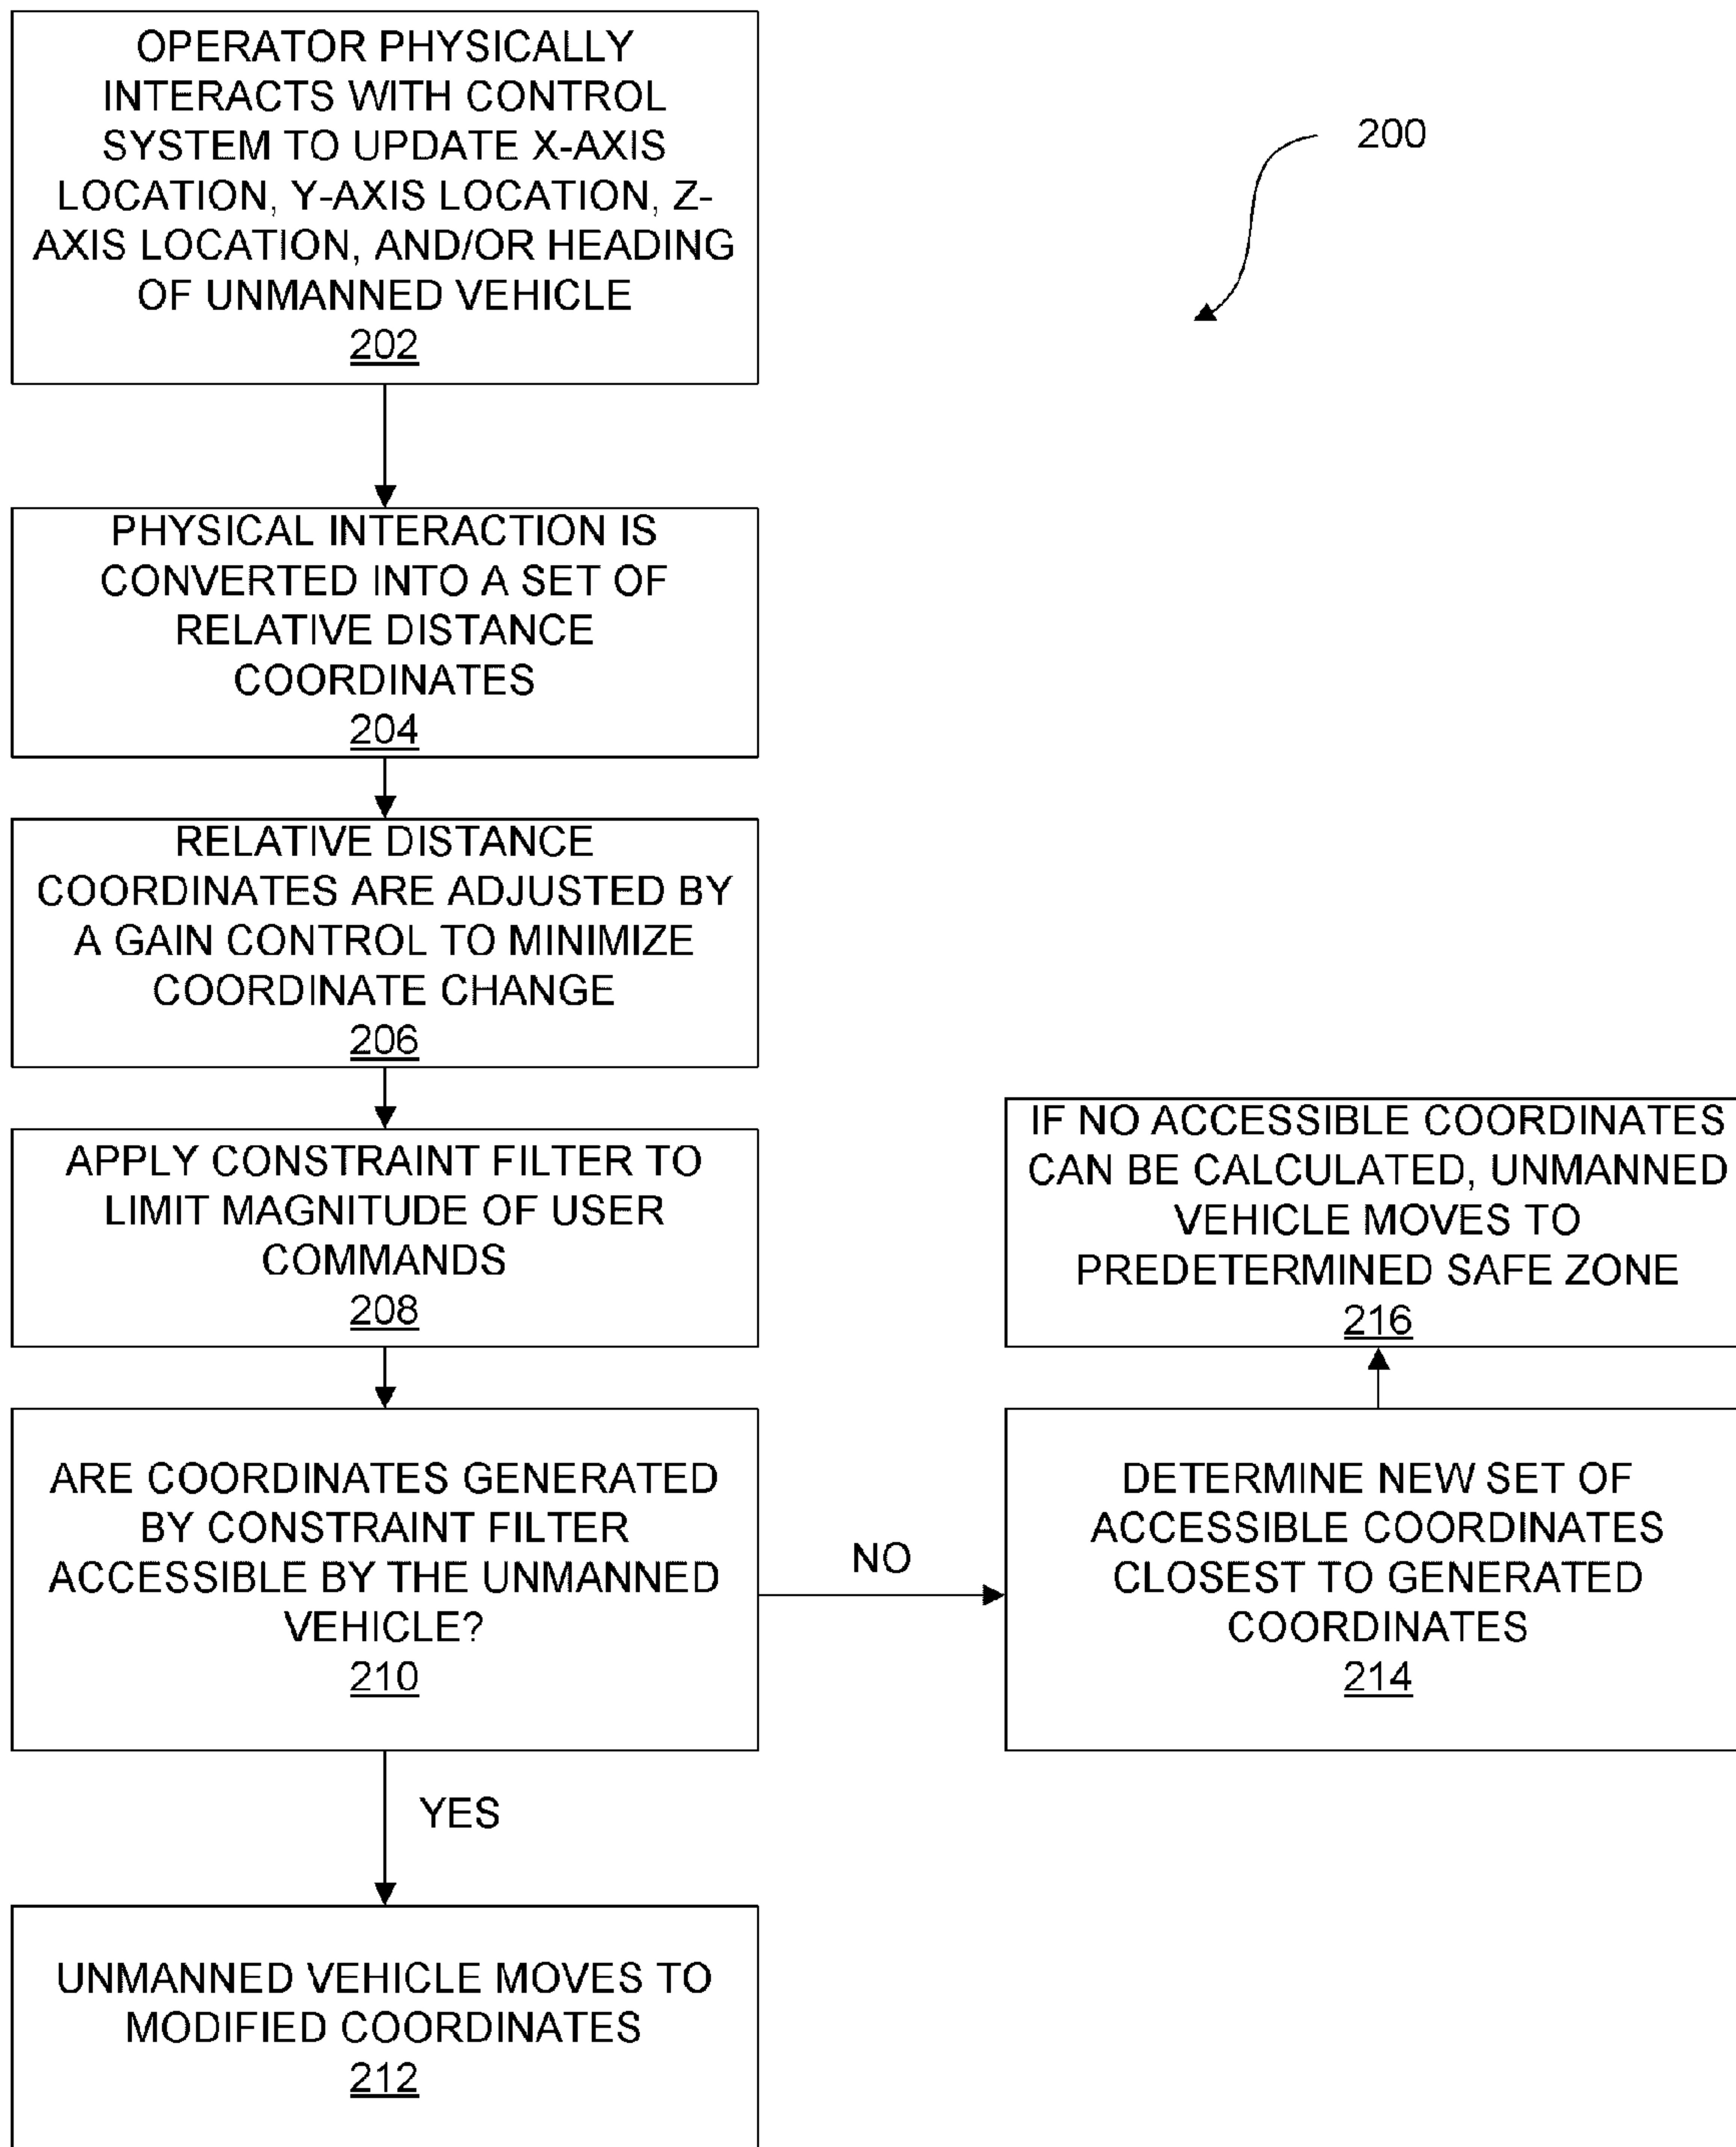 OPERATOR PHYSICALLY
INTERACTS WITH CONTROL
SYSTEM TO UPDATE X-AXIS
LOCATION, Y-AXIS LOCATION, Z-
AXIS LOCATION, AND/OR HEADING
OF UNMANNED VEHICLE
202
200
PHYSICAL INTERACTION IS
CONVERTED INTO A SET OF
RELATIVE DISTANCE
COORDINATES
204
RELATIVE DISTANCE
COORDINATES ARE ADJUSTED BY
A GAIN CONTROL TO MINIMIZE
COORDINATE CHANGE
206
APPLY CONSTRAINT FILTER TO
LIMIT MAGNITUDE OF USER
COMMANDS
208
ARE COORDINATES GENERATED
BY CONSTRAINT FILTER
ACCESSIBLE BY THE UNMANNED
VEHICLE?
210
YES
UNMANNED VEHICLE MOVES TO
MODIFIED COORDINATES
212
NO
DETERMINE NEW SET OF
ACCESSIBLE COORDINATES
CLOSEST TO GENERATED
COORDINATES
214
IF NO ACCESSIBLE COORDINATES
CAN BE CALCULATED, UNMANNED
VEHICLE MOVES TO
PREDETERMINED SAFE ZONE
216